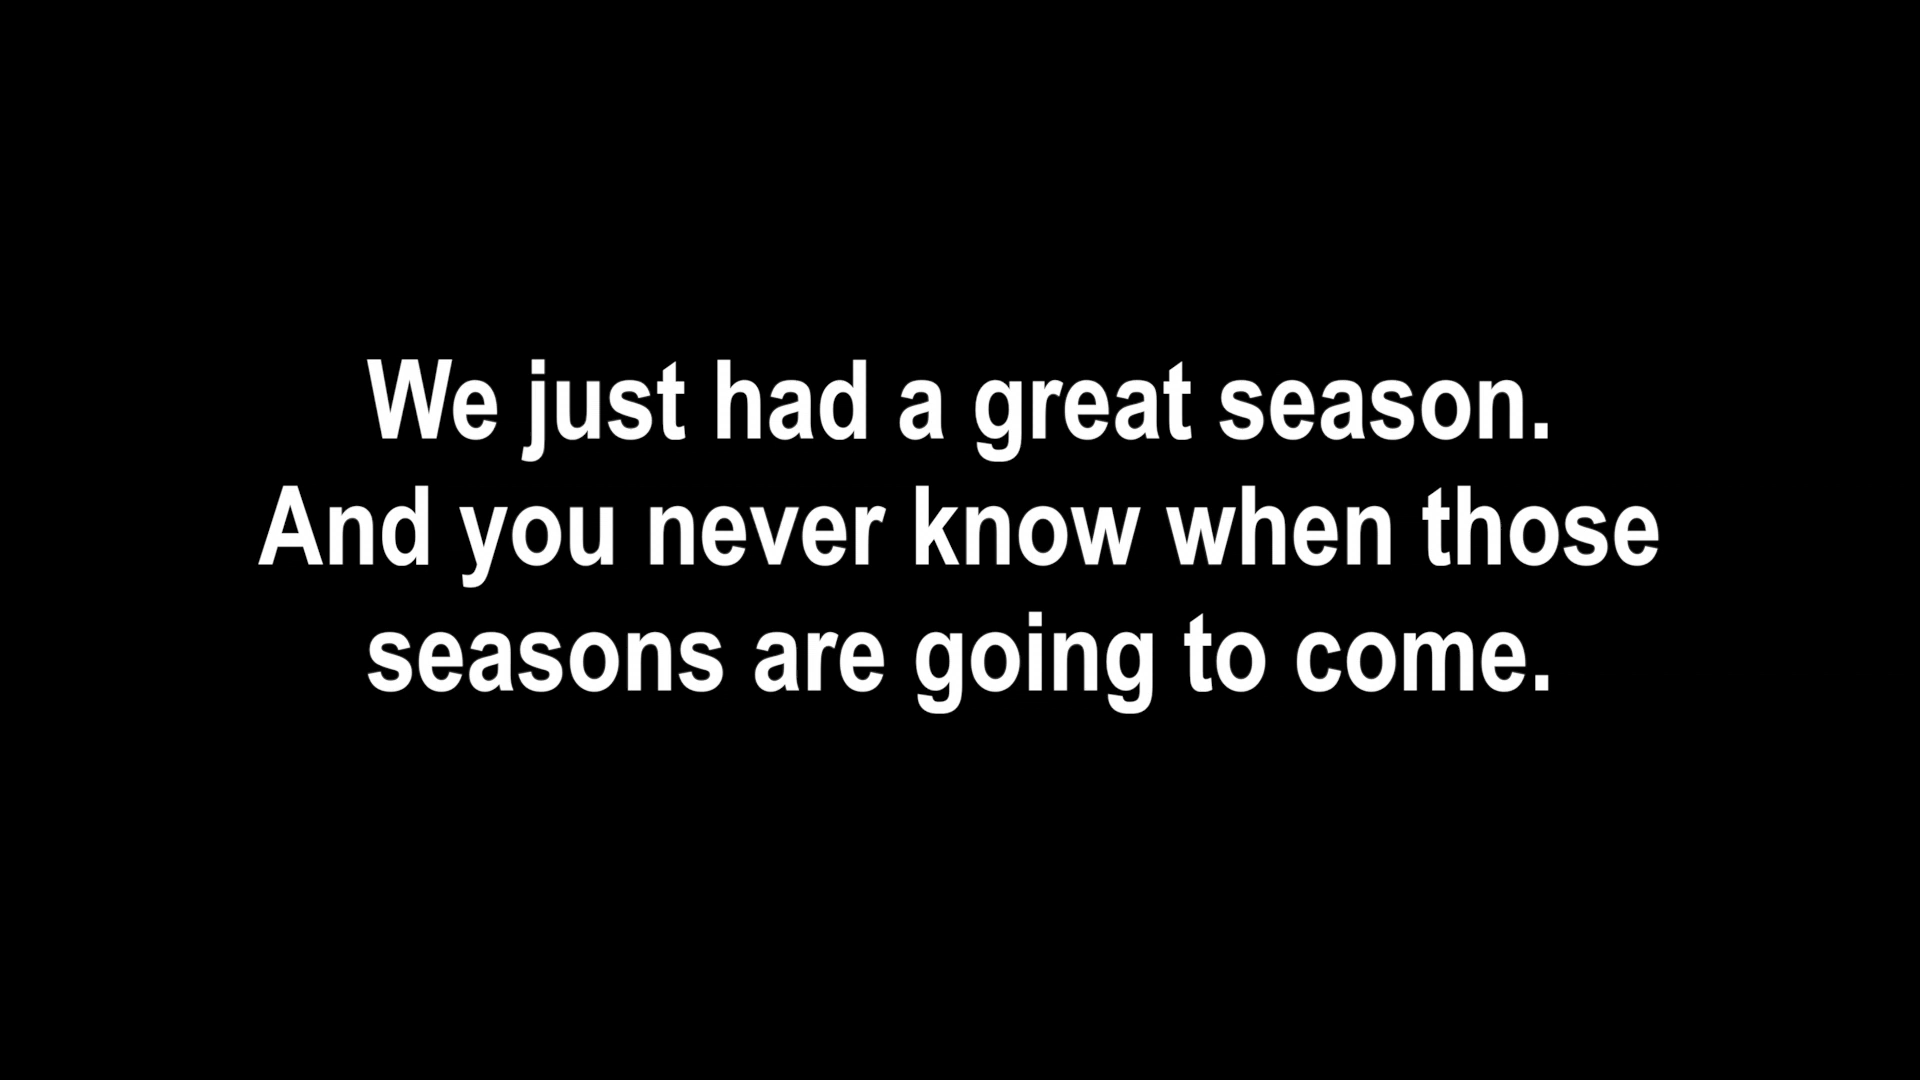 We just had a great season.
And you never know when those
seasons are going to come.